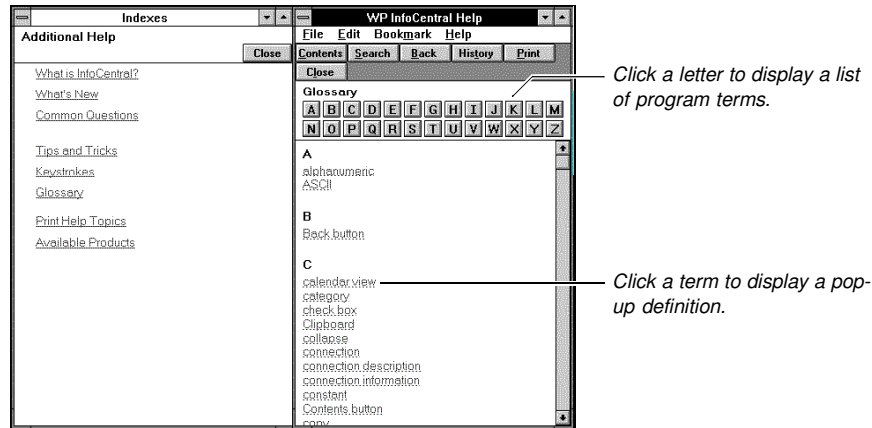 Indexes
Additional Help
Close
What is InfoCentral?
What's New
Common Questions
Tips and Tricks
Keystrokes
Glossary
Print Help Topics
Available Products
WP InfoCentral Help
File Edit Bookmark Help
Contents Search Back History Print
Close
Glossary
A B C D E F G H I J K L M
N O P Q R S T U V W X Y Z
A
alphanumeric
ASCII
B
Back button
C
calendar view
category
check box
Clipboard
collapse
connection
connection description
connection information
constant
Contents button
copy
Click a letter to display a list
of program terms.
Click a term to display a pop-
up definition.